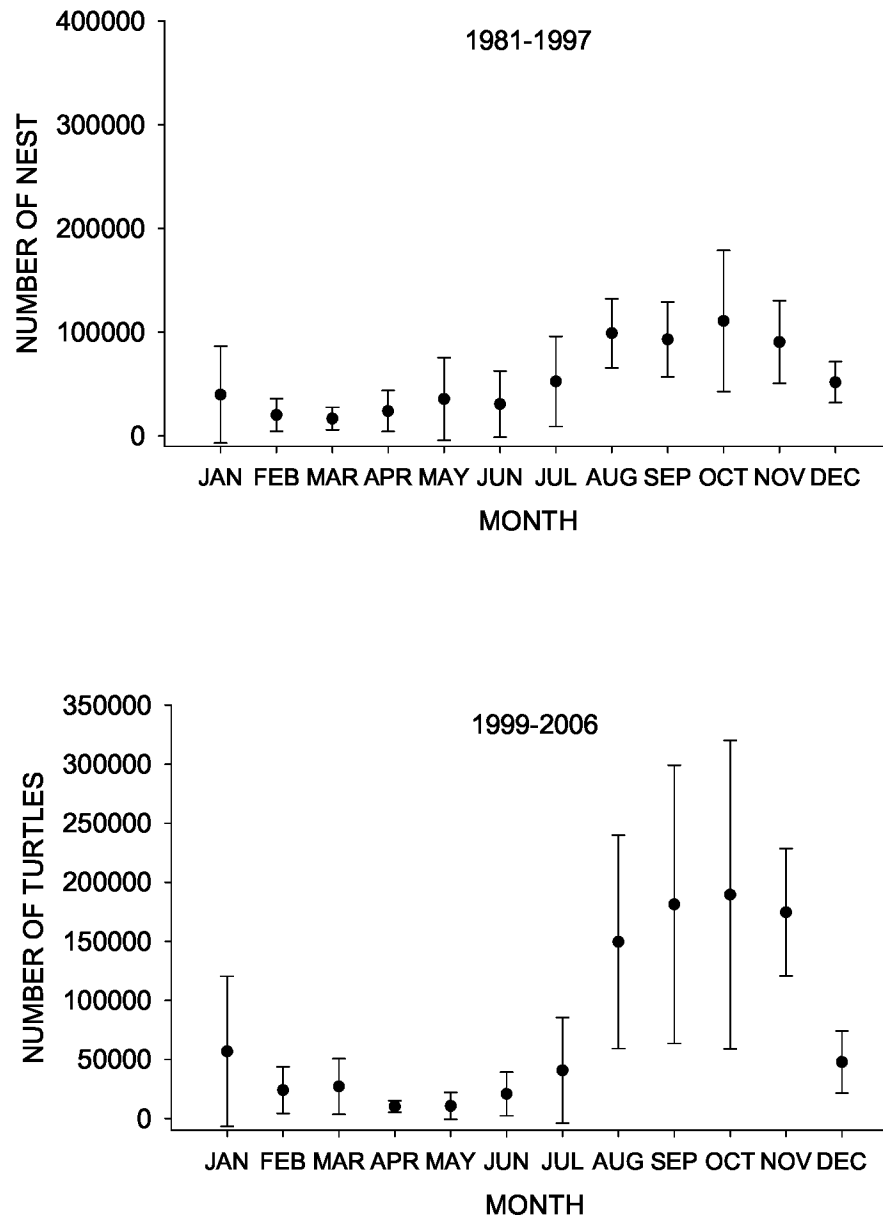 1981-1997
NUMBER OF NEST
400000
300000
200000
100000
0
JAN FEB MAR APR MAY JUN JUL AUG SEP OCT NOV DEC
MONTH
1999-2006
NUMBER OF TURTLES
350000
300000
250000
200000
150000
100000
50000
0
JAN FEB MAR APR MAY JUN JUL AUG SEP OCT NOV DEC
MONTH